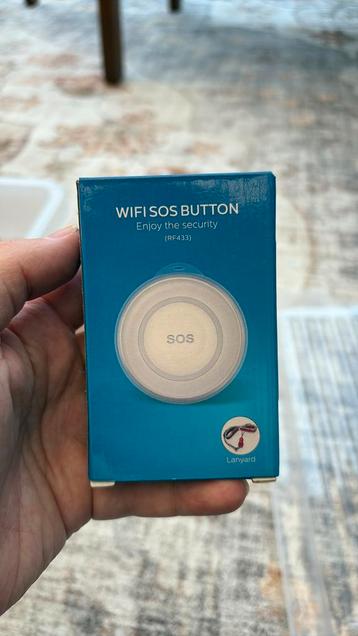 WIFI SOS BUTTON
Enjoy the security
(RF433)
SOS
Lanyard